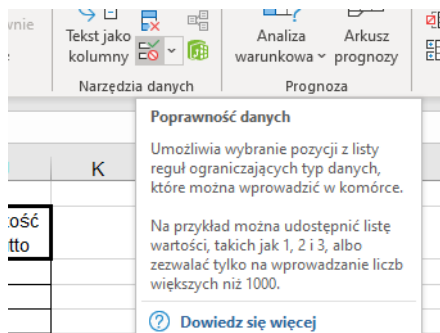 wnie
Tekst jako
kolumny
Analiza
warunkowa
Arkusz
prognozy
Narzędzia danych
Prognoza
Poprawność danych
Umożliwia wybranie pozycji z listy
reguł ograniczających typ danych,
które można wprowadzić w komórce.
Na przykład można udostępnić listę
wartości, takich jak 1, 2 i 3, albo
zezwalać tylko na wprowadzanie liczb
większych niż 1000.
Dowiedz się więcej
K
ość
tto